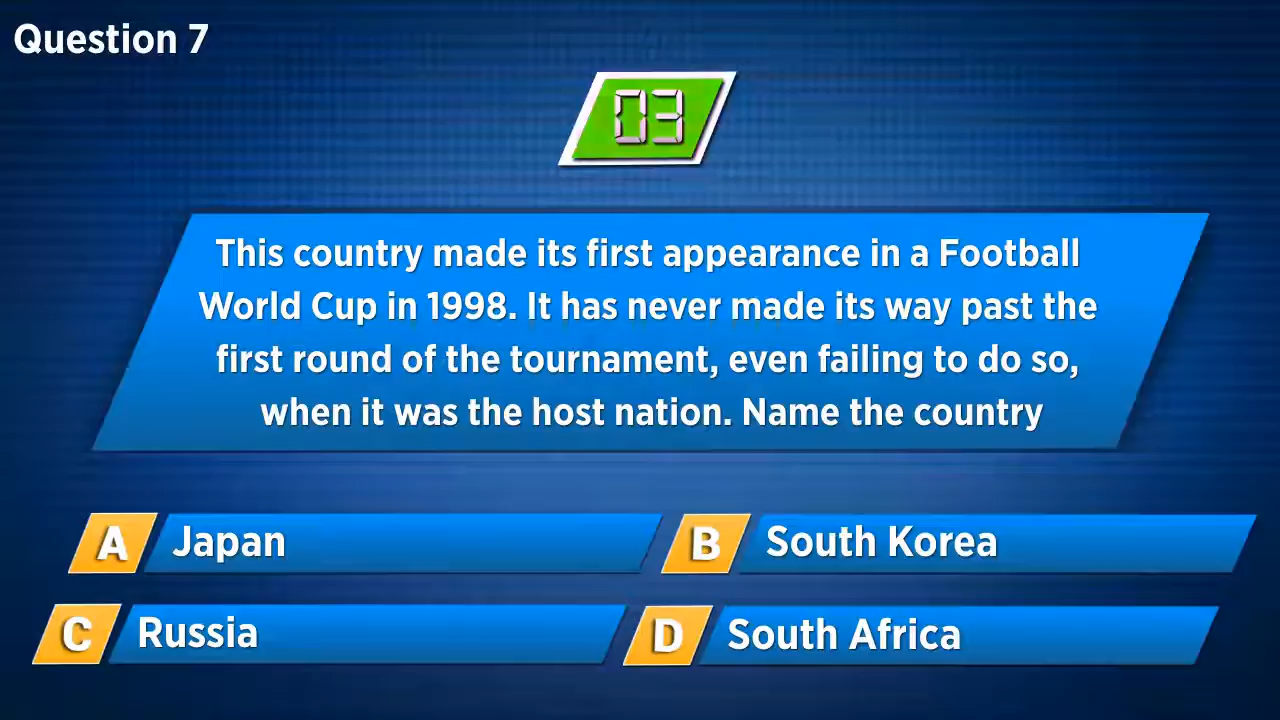 Question 7
03
This country made its first appearance in a Football
World Cup in 1998. It has never made its way past the
first round of the tournament, even failing to do so,
when it was the host nation. Name the country
A Japan
B South Korea
C Russia
D South Africa